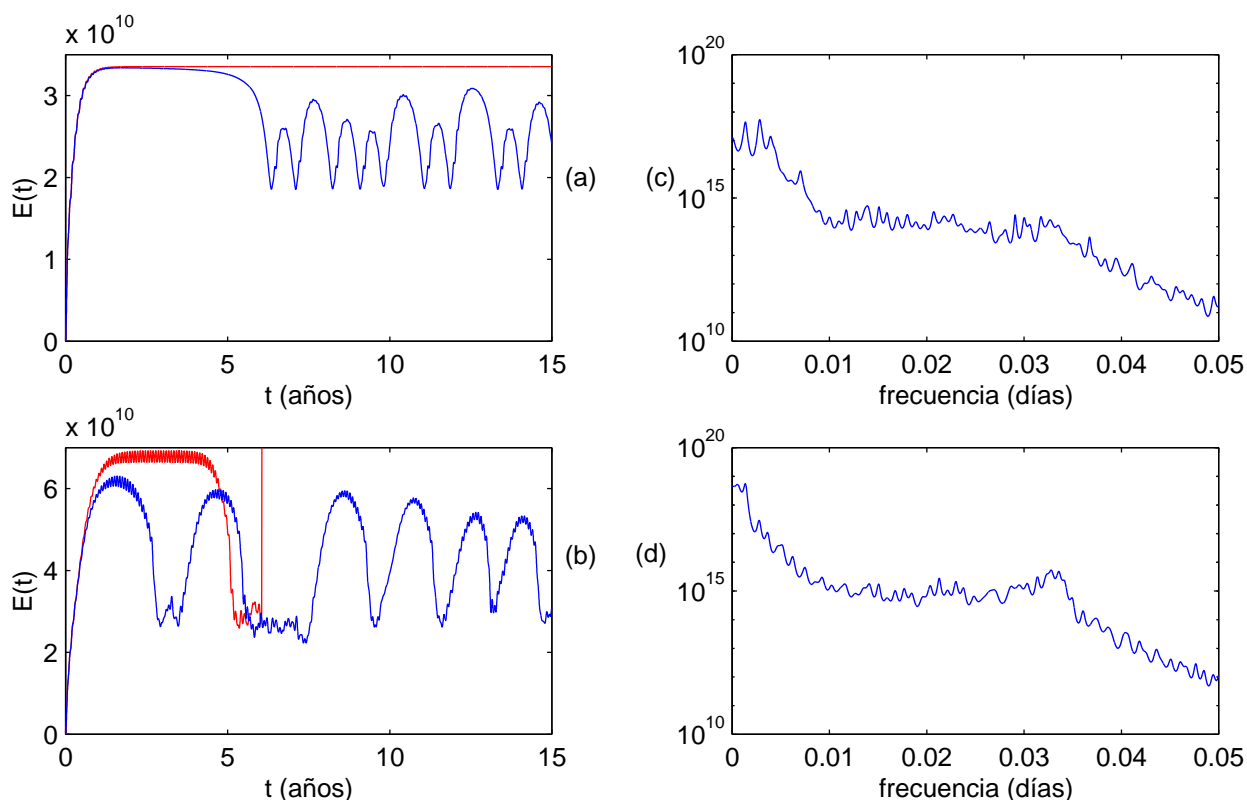 x 10^10
E(t)
3
2
1
0
0 5 10 15
t (años)
(a)
(c)
10^20
10^15
10^10
0 0.01 0.02 0.03 0.04 0.05
frecuencia (días)
x 10^10
E(t)
6
4
2
0
0 5 10 15
t (años)
(b)
(d)
10^20
10^15
10^10
0 0.01 0.02 0.03 0.04 0.05
frecuencia (días)